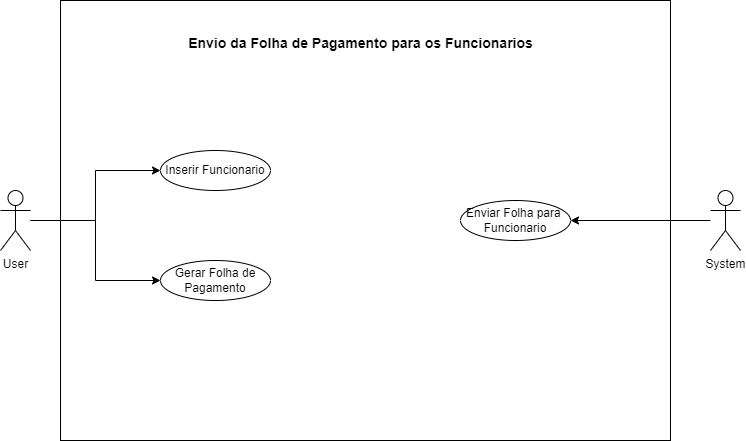 Envio da Folha de Pagamento para os Funcionarios
Inserir Funcionario
Enviar Folha para
Funcionario
User
System
Gerar Folha de
Pagamento